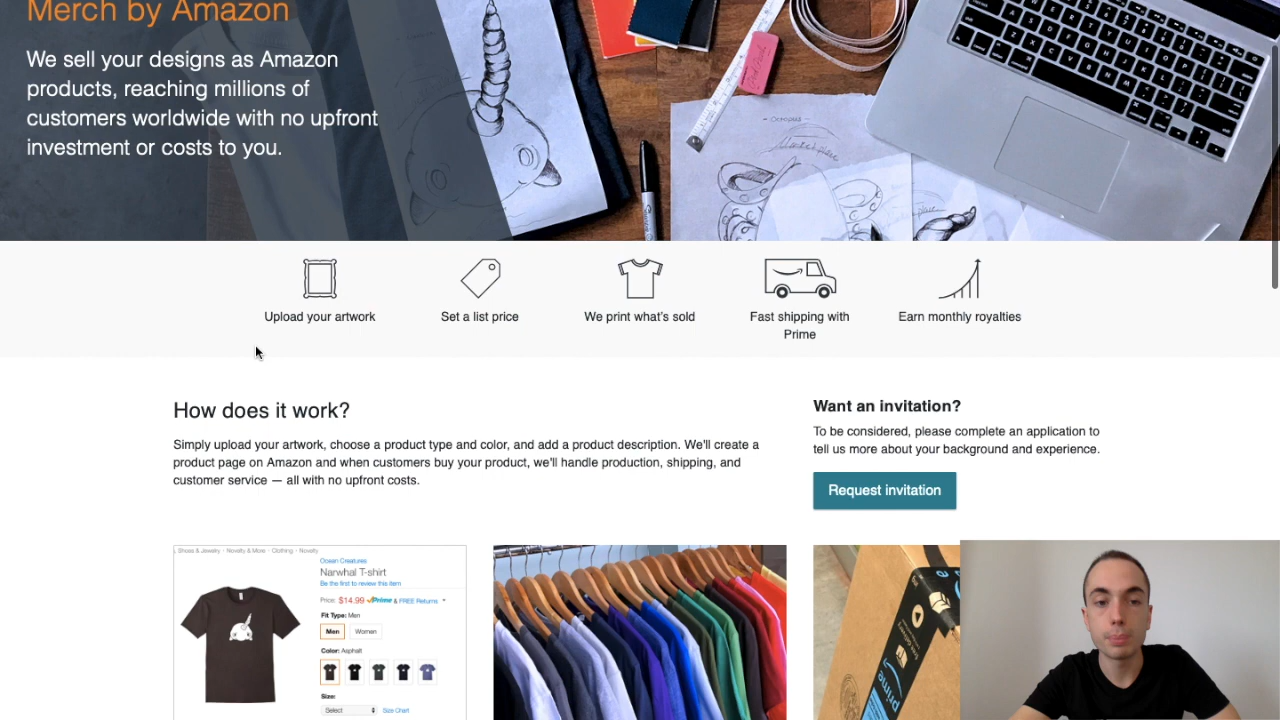 Merch by Amazon
We sell your designs as Amazon
products, reaching millions of
customers worldwide with no upfront
investment or costs to you.
Upload your artwork
Set a list price
We print what's sold
Fast shipping with
Prime
Earn monthly royalties
How does it work?
Simply upload your artwork, choose a product type and color, and add a product description. We'll create a
product page on Amazon and when customers buy your product, we'll handle production, shipping, and
customer service — all with no upfront costs.
Want an invitation?
To be considered, please complete an application to
tell us more about your background and experience.
Request invitation
Shoes & Jewelry › Novelty & More › Clothing › Novelty
Ocean Creatures
Narwhal T-shirt
Be the first to review this item
Price: $14.99 Prime & FREE Returns
Fit Type: Men
Men Women
Color: Asphalt
Size:
Select Size Chart
prime